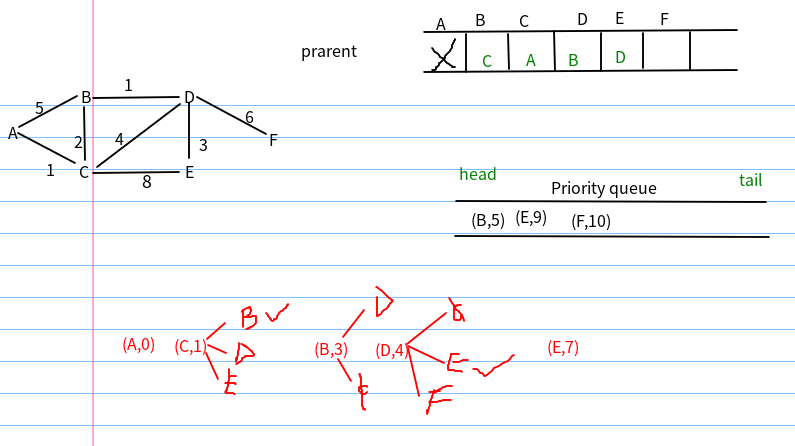 A B C D E F
prarent X C A B D
B 1 D
5 6
A 2 4 3 F
1 C 8 E
head tail
Priority queue
(B,5) (E,9) (F,10)
B D
(A,0) (C,1) D (B,3) (D,4) E (E,7)
E F